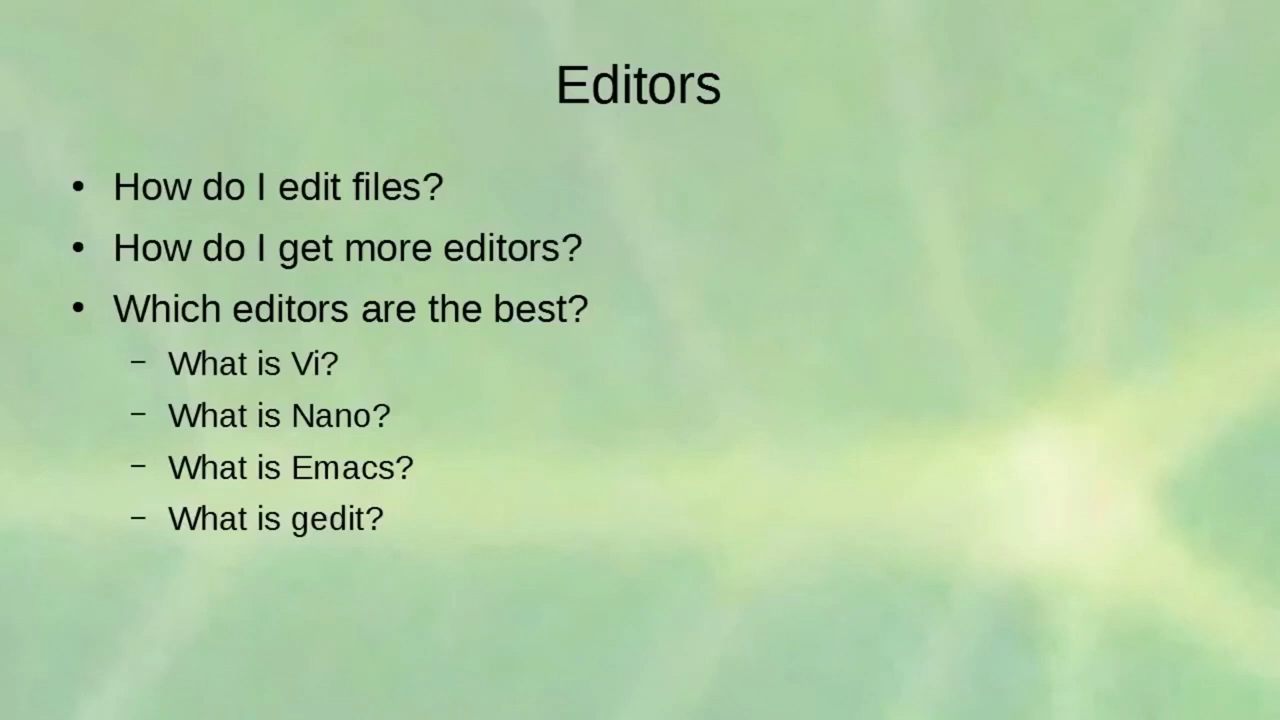 Editors
• How do I edit files?
• How do I get more editors?
• Which editors are the best?
– What is Vi?
– What is Nano?
– What is Emacs?
– What is gedit?